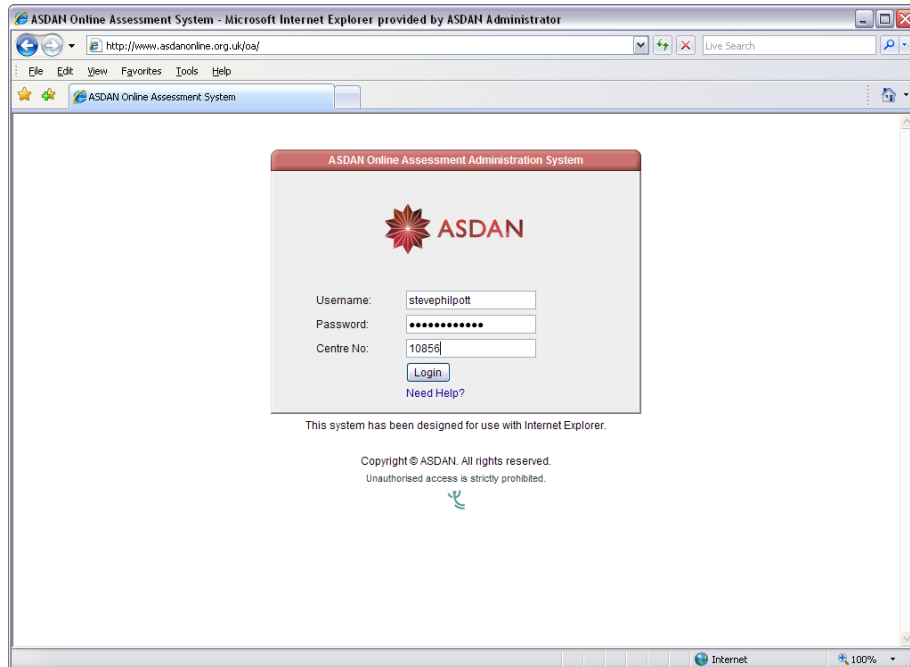 ASDAN Online Assessment System - Microsoft Internet Explorer provided by ASDAN Administrator
http://www.asdanonline.org.uk/oa/
Live Search
File Edit View Favorites Tools Help
ASDAN Online Assessment System
ASDAN Online Assessment Administration System
ASDAN
Username: stevephilpott
Password: ••••••••••••
Centre No: 10856
Login
Need Help?
This system has been designed for use with Internet Explorer.
Copyright © ASDAN. All rights reserved.
Unauthorised access is strictly prohibited.
Internet 100%